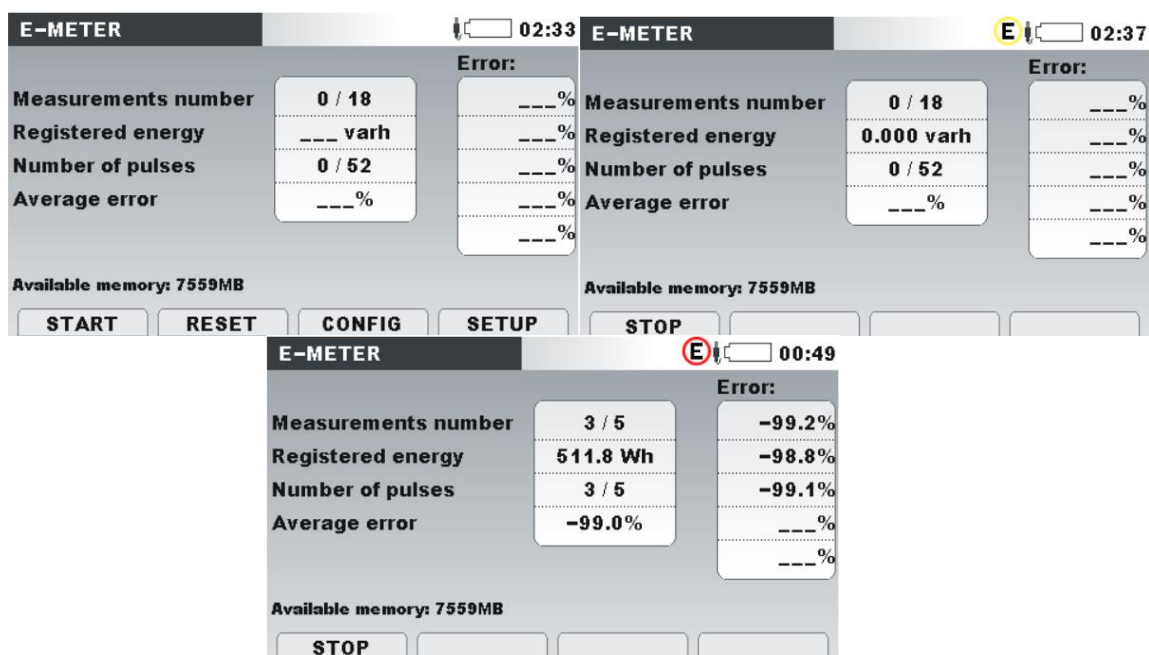 E-METER 02:33
Error:
Measurements number 0 / 18 ___%
Registered energy ___ varh ___%
Number of pulses 0 / 52 ___%
Average error ___% ___%
___%
Available memory: 7559MB
START RESET CONFIG SETUP
E-METER E 02:37
Error:
Measurements number 0 / 18 ___%
Registered energy 0.000 varh ___%
Number of pulses 0 / 52 ___%
Average error ___% ___%
___%
Available memory: 7559MB
STOP
E-METER E 00:49
Error:
Measurements number 3 / 5 -99.2%
Registered energy 511.8 Wh -98.8%
Number of pulses 3 / 5 -99.1%
Average error -99.0% ___%
___%
Available memory: 7559MB
STOP